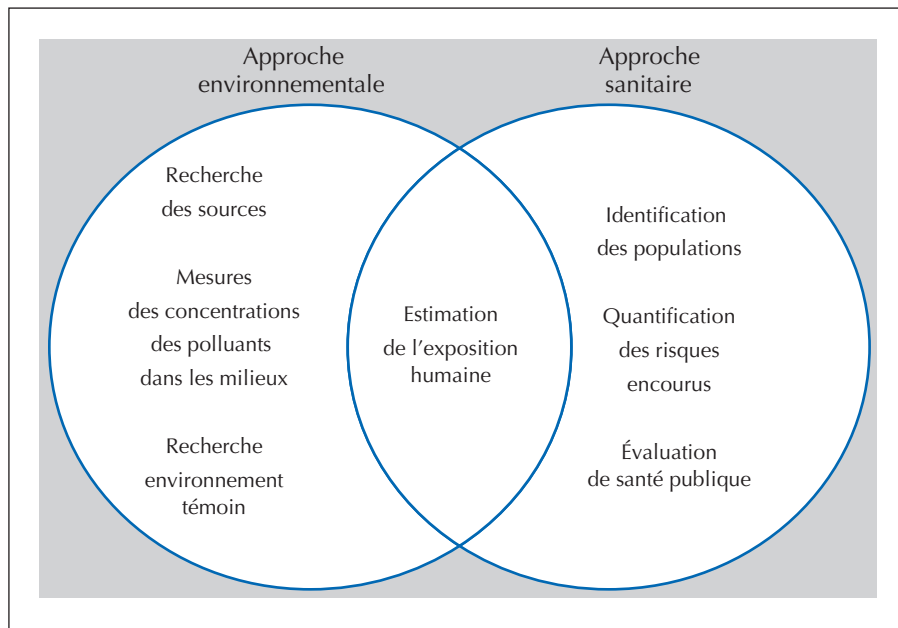 Approche
environnementale
Approche
sanitaire
Recherche
des sources
Mesures
des concentrations
des polluants
dans les milieux
Recherche
environnement
témoin
Estimation
de l'exposition
humaine
Identification
des populations
Quantification
des risques
encourus
Évaluation
de santé publique